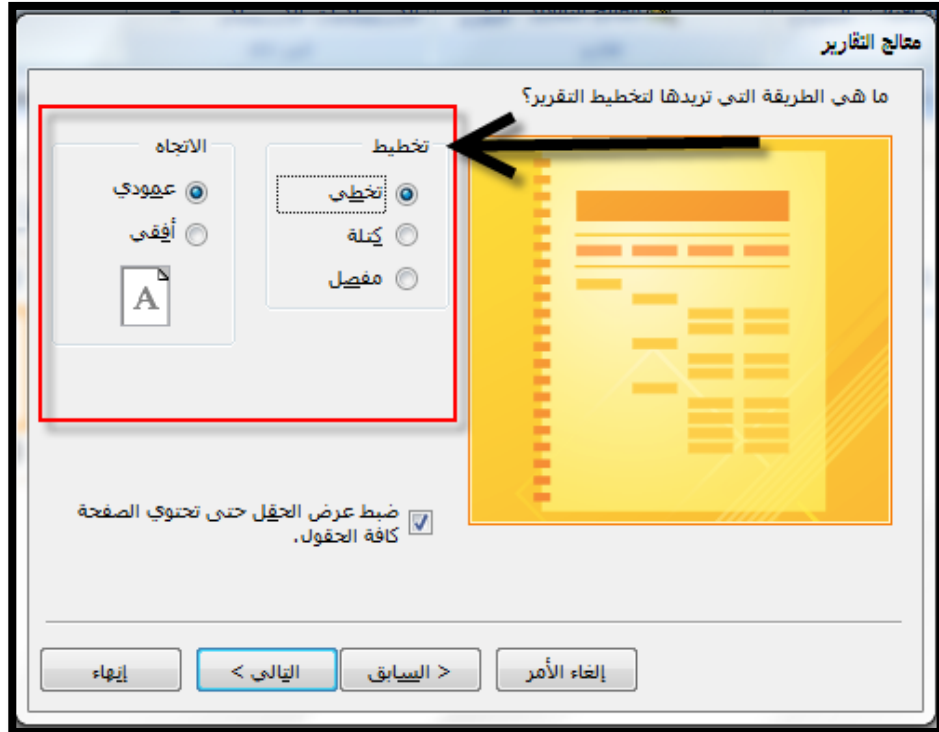 معالج التقارير
ما هي الطريقة التي تريدها لتخطيط التقرير؟
تخطيط
تخطي
كتلة
مفصل
الاتجاه
عمودي
أفقي
A
ضبط عرض الحقل حتى تحتوي الصفحة
كافة الحقول.
إلغاء الأمر
< السابق
التالي >
إنهاء